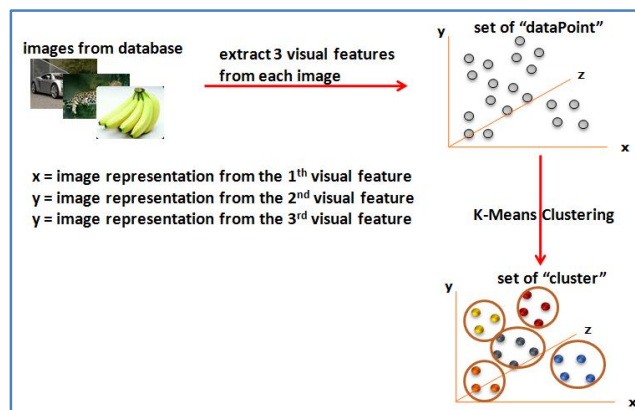 images from database
extract 3 visual features
from each image
set of “dataPoint”
y
z
x
x = image representation from the 1th visual feature
y = image representation from the 2nd visual feature
y = image representation from the 3rd visual feature
K-Means Clustering
set of “cluster”
y
z
x